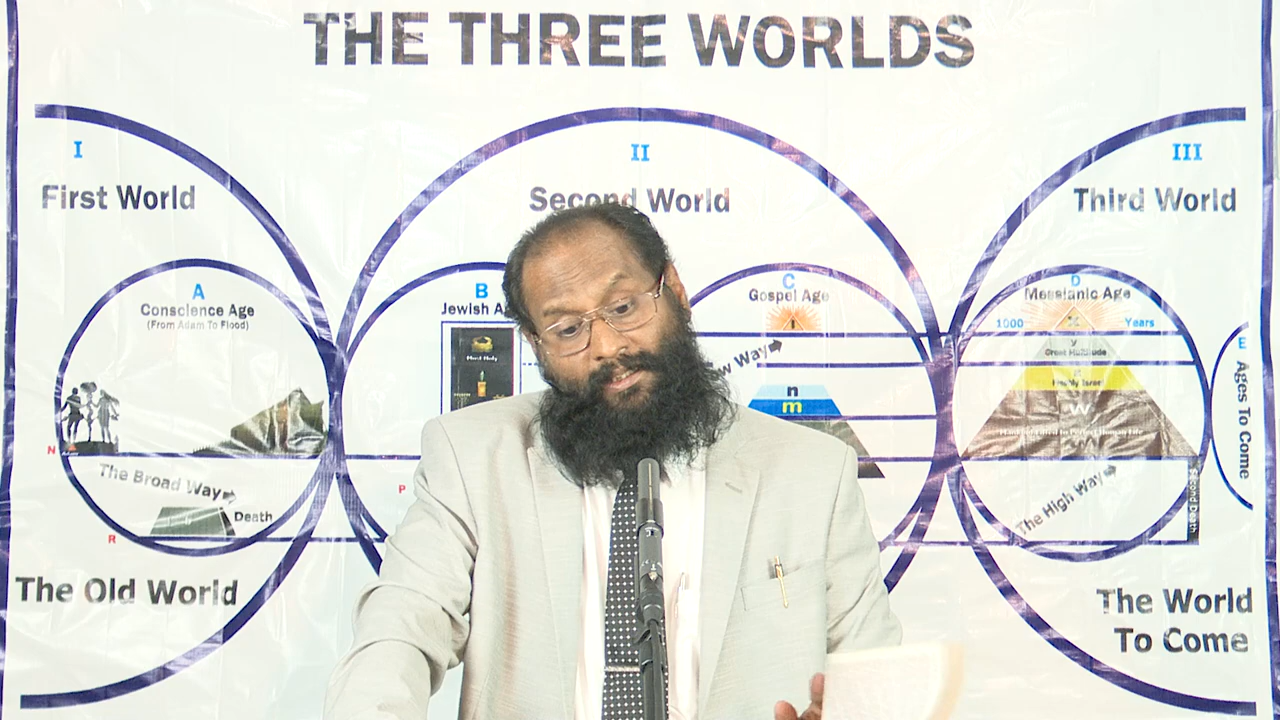 THE THREE WORLDS
I
First World
II
Second World
III
Third World
A
Conscience Age
(From Adam To Flood)
B
Jewish A
C
Gospel Age
D
Messianic Age
1000
Years
y
Great Multitude
E
Ages To Come
Most Holy
w Way
n
m
W
N
The Broad Way
Death
P
The High Way
Second Death
R
The Old World
The World
To Come